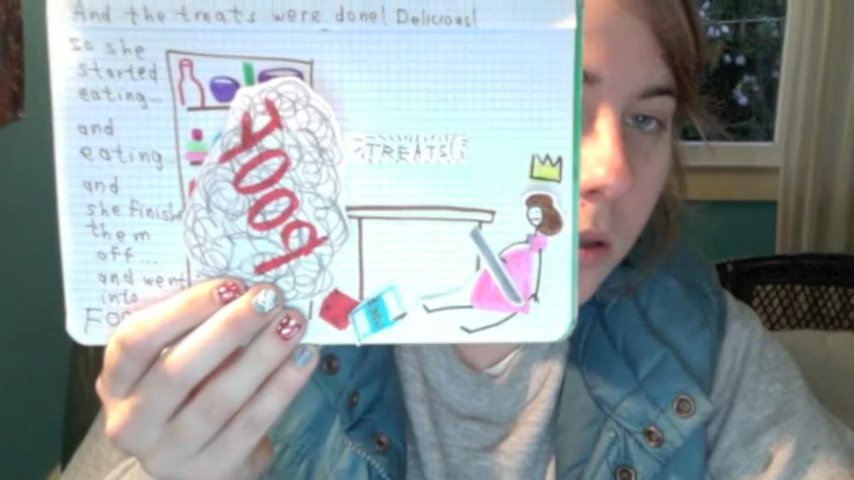 And the treats were done! Delicious!
so she
started
eating...
and
eating...
and
she finish
them
off...
and went
into
FOO
TREATS!